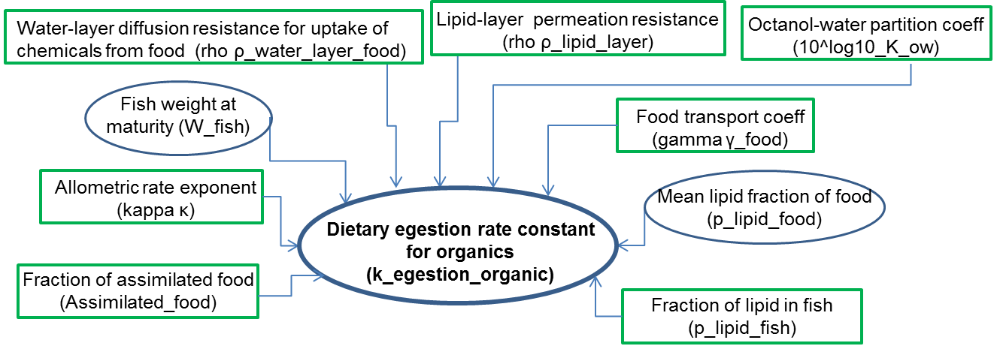 Water-layer diffusion resistance for uptake of
chemicals from food (rho ρ_water_layer_food)
Lipid-layer permeation resistance
(rho ρ_lipid_layer)
Octanol-water partition coeff
(10^log10_K_ow)
Fish weight at
maturity (W_fish)
Food transport coeff
(gamma γ_food)
Allometric rate exponent
(kappa κ)
Mean lipid fraction of food
(p_lipid_food)
Dietary egestion rate constant
for organics
(k_egestion_organic)
Fraction of assimilated food
(Assimilated_food)
Fraction of lipid in fish
(p_lipid_fish)